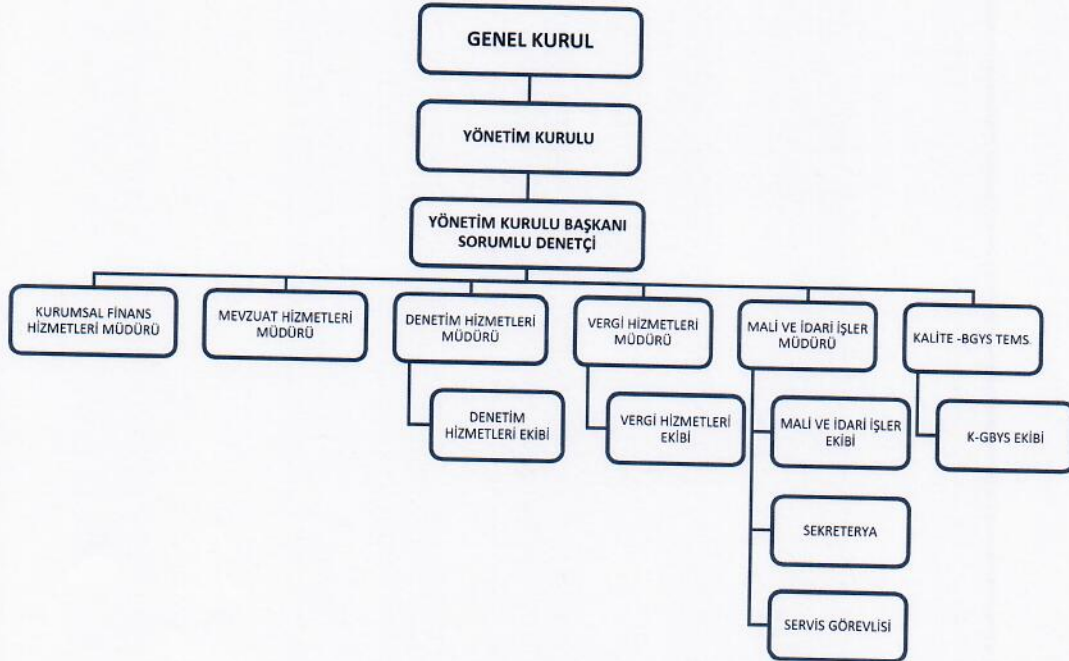 GENEL KURUL
YÖNETİM KURULU
YÖNETİM KURULU BAŞKANI
SORUMLU DENETÇİ
KURUMSAL FİNANS
HİZMETLERİ MÜDÜRÜ
MEVZUAT HİZMETLERİ
MÜDÜRÜ
DENETİM HİZMETLERİ
MÜDÜRÜ
VERGİ HİZMETLERİ
MÜDÜRÜ
MALİ VE İDARİ İŞLER
MÜDÜRÜ
KALİTE -BGYS TEMS.
DENETİM
HİZMETLERİ EKİBİ
VERGİ HİZMETLERİ
EKİBİ
MALİ VE İDARİ İŞLER
EKİBİ
K-GBYS EKİBİ
SEKRETERYA
SERVİS GÖREVLİSİ